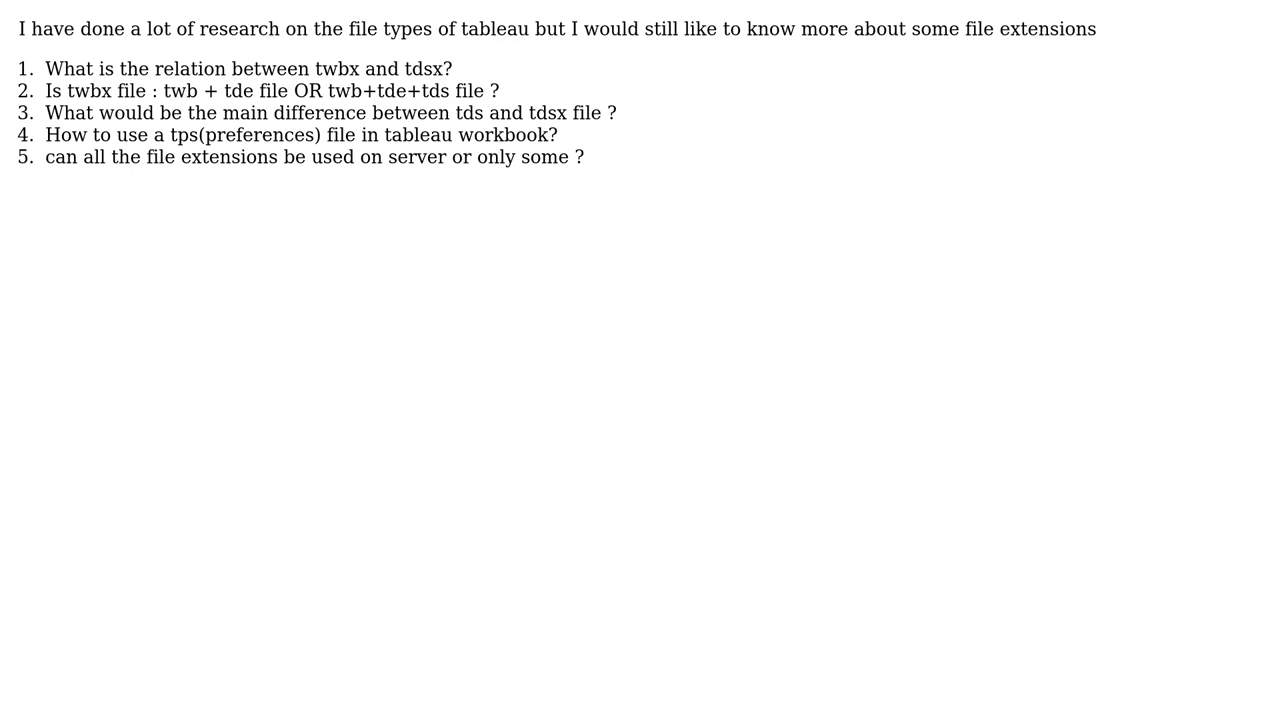 I have done a lot of research on the file types of tableau but I would still like to know more about some file extensions
1. What is the relation between twbx and tdsx?
2. Is twbx file : twb + tde file OR twb+tde+tds file ?
3. What would be the main difference between tds and tdsx file ?
4. How to use a tps(preferences) file in tableau workbook?
5. can all the file extensions be used on server or only some ?